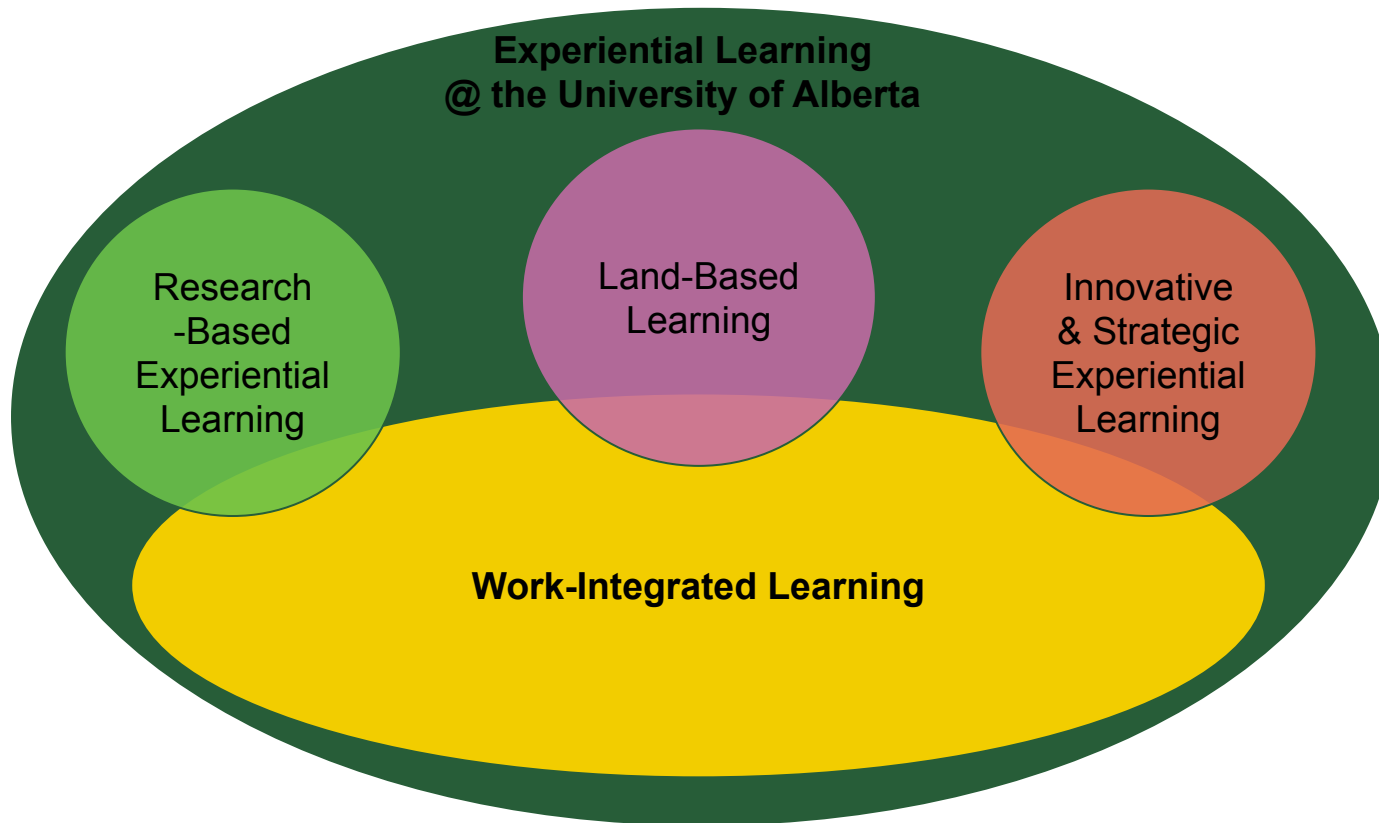 Experiential Learning
@ the University of Alberta
Research
-Based
Experiential
Learning
Land-Based
Learning
Innovative
& Strategic
Experiential
Learning
Work-Integrated Learning